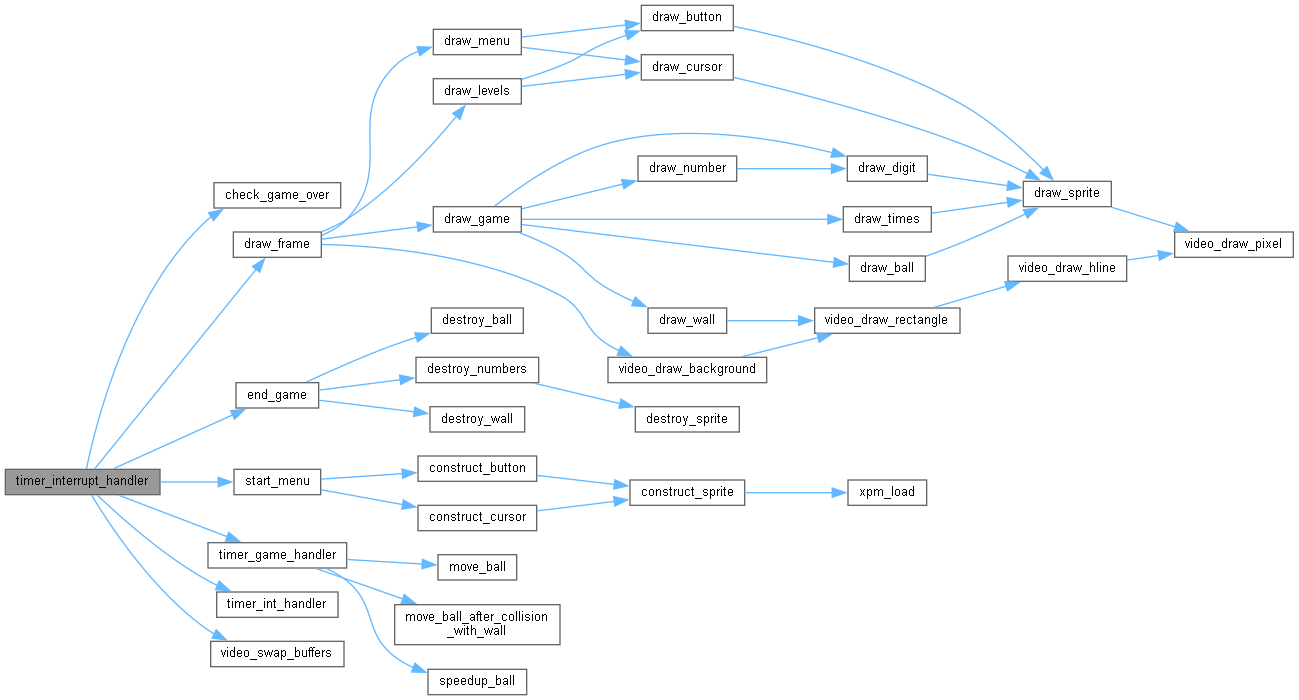 draw_button
draw_menu
draw_cursor
draw_levels
draw_number
draw_digit
check_game_over
draw_sprite
draw_game
draw_times
draw_frame
video_draw_pixel
draw_ball
video_draw_hline
destroy_ball
draw_wall
video_draw_rectangle
destroy_numbers
video_draw_background
end_game
destroy_wall
destroy_sprite
construct_button
timer_interrupt_handler
start_menu
construct_sprite
xpm_load
construct_cursor
timer_game_handler
move_ball
timer_int_handler
move_ball_after_collision
_with_wall
video_swap_buffers
speedup_ball